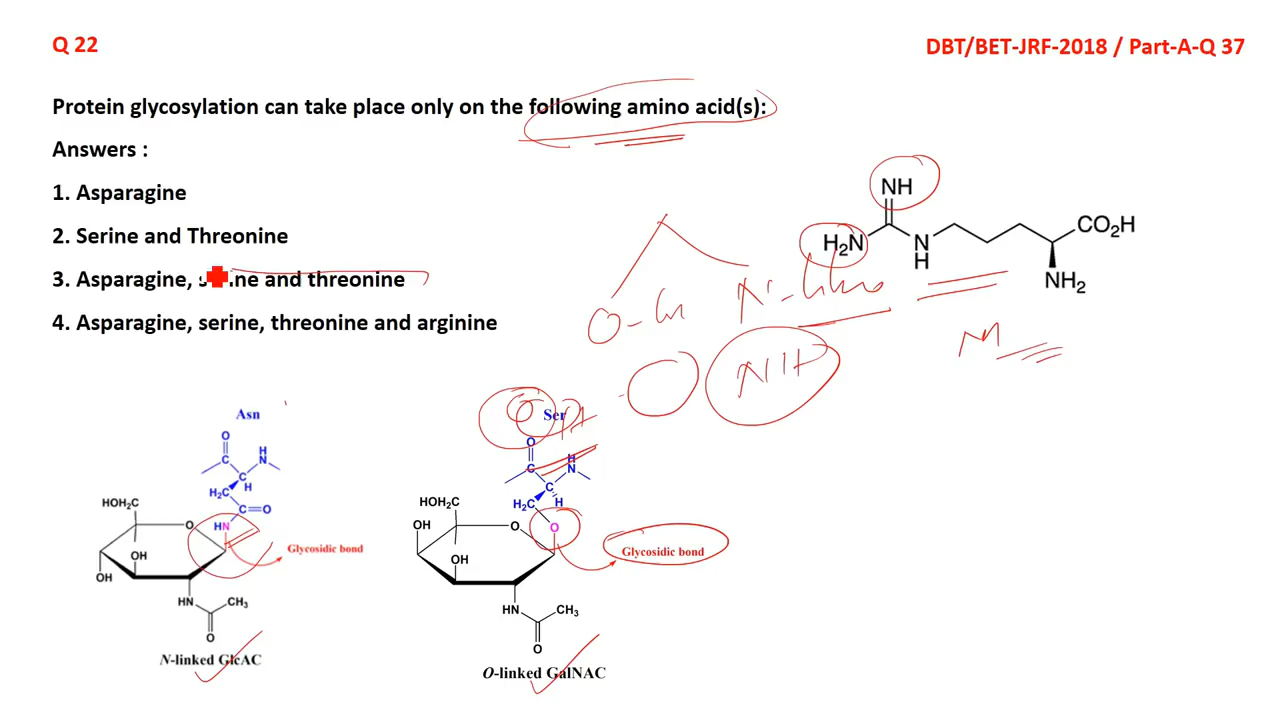 Q 22
DBT/BET-JRF-2018 / Part-A-Q 37
Protein glycosylation can take place only on the following amino acid(s):
Answers :
1. Asparagine
2. Serine and Threonine
3. Asparagine, s ne and threonine
4. Asparagine, serine, threonine and arginine
NH
H₂N
N
H
CO₂H
NH₂
O-
N-
NH
Asn
O
C
H
N
H₂C
C
H
C=O
HN
HOH₂C
O
OH
OH
HN
CH₃
O
Glycosidic bond
N-linked GlcAC
O
H
Ser
O
C
H
N
H₂C
C
H
O
HOH₂C
OH
O
OH
HN
CH₃
O
Glycosidic bond
O-linked GalNAC